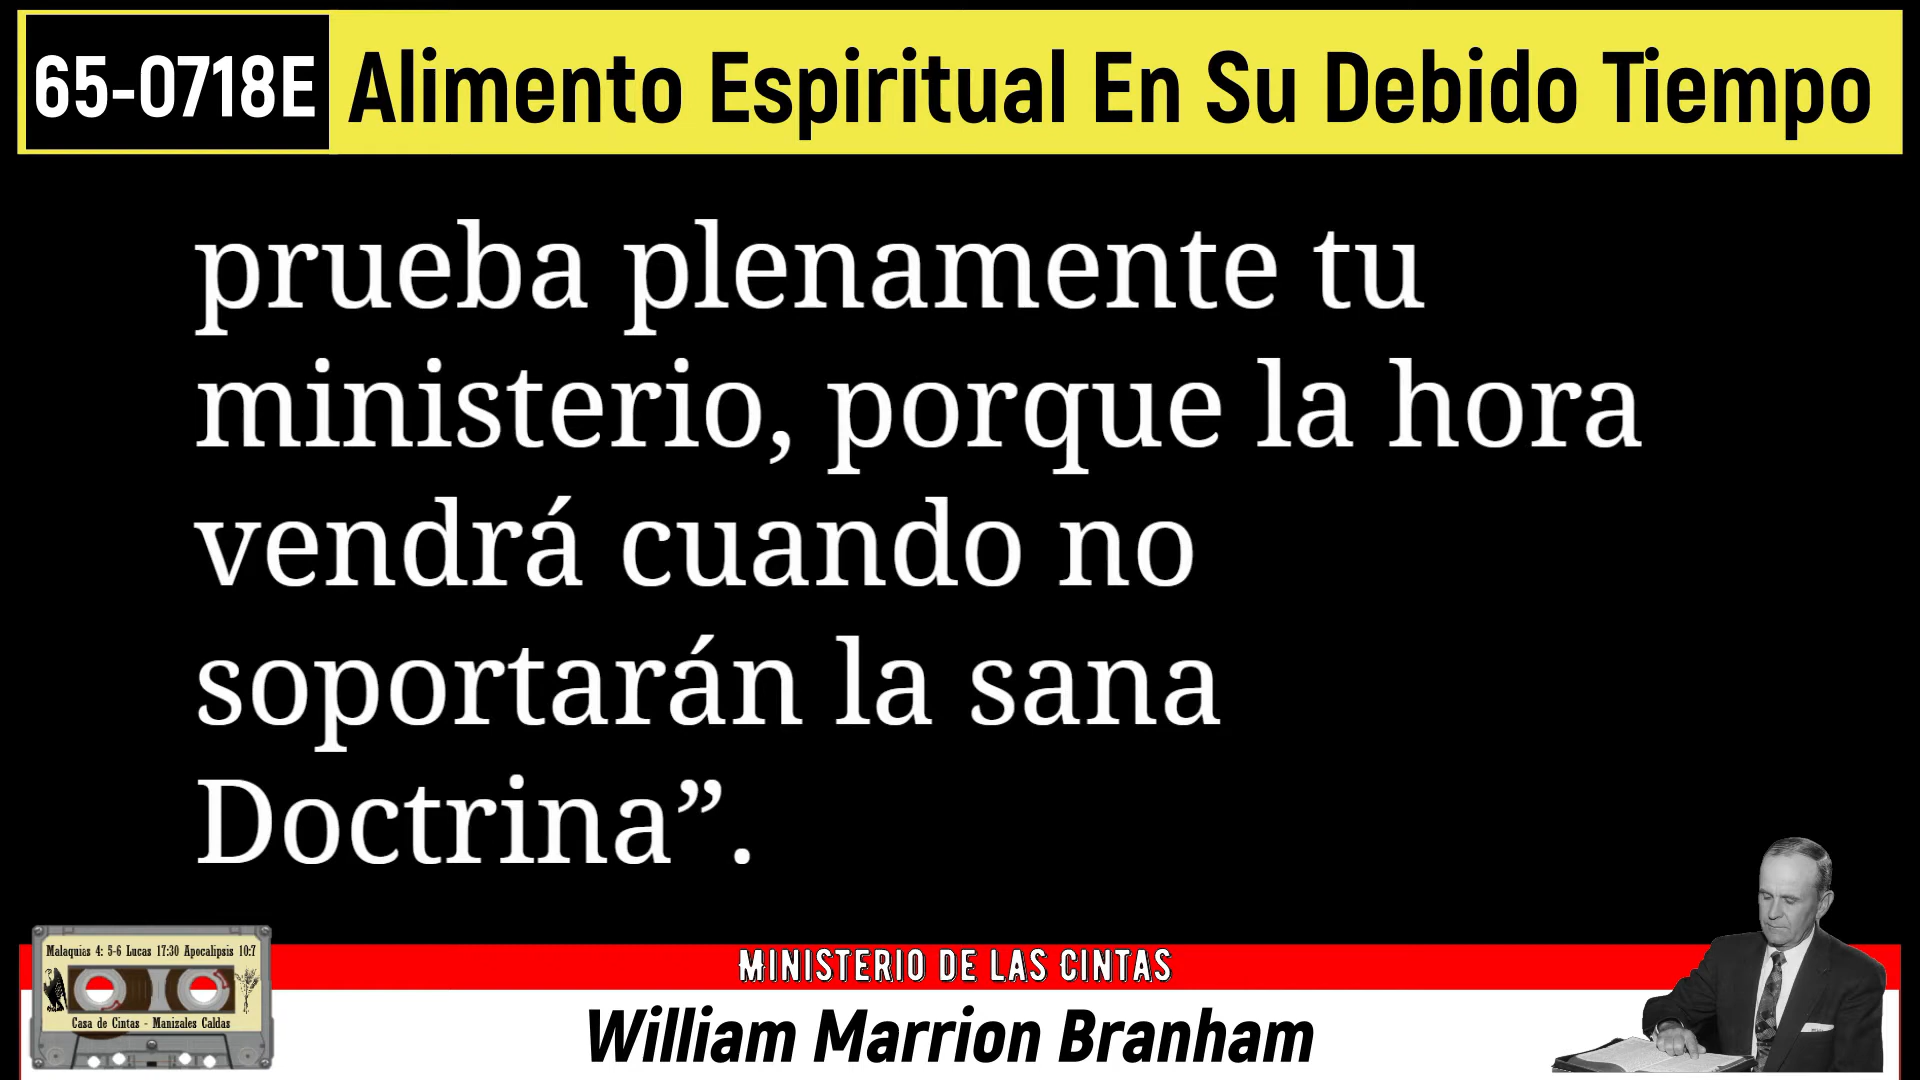 65-0718E Alimento Espiritual En Su Debido Tiempo
prueba plenamente tu
ministerio, porque la hora
vendrá cuando no
soportarán la sana
Doctrina”.
Malaquias 4: 5-6 Lucas 17:30 Apocalipsis 10:7
Casa de Cintas - Manizales Caldas
MINISTERIO DE LAS CINTAS
William Marrion Branham